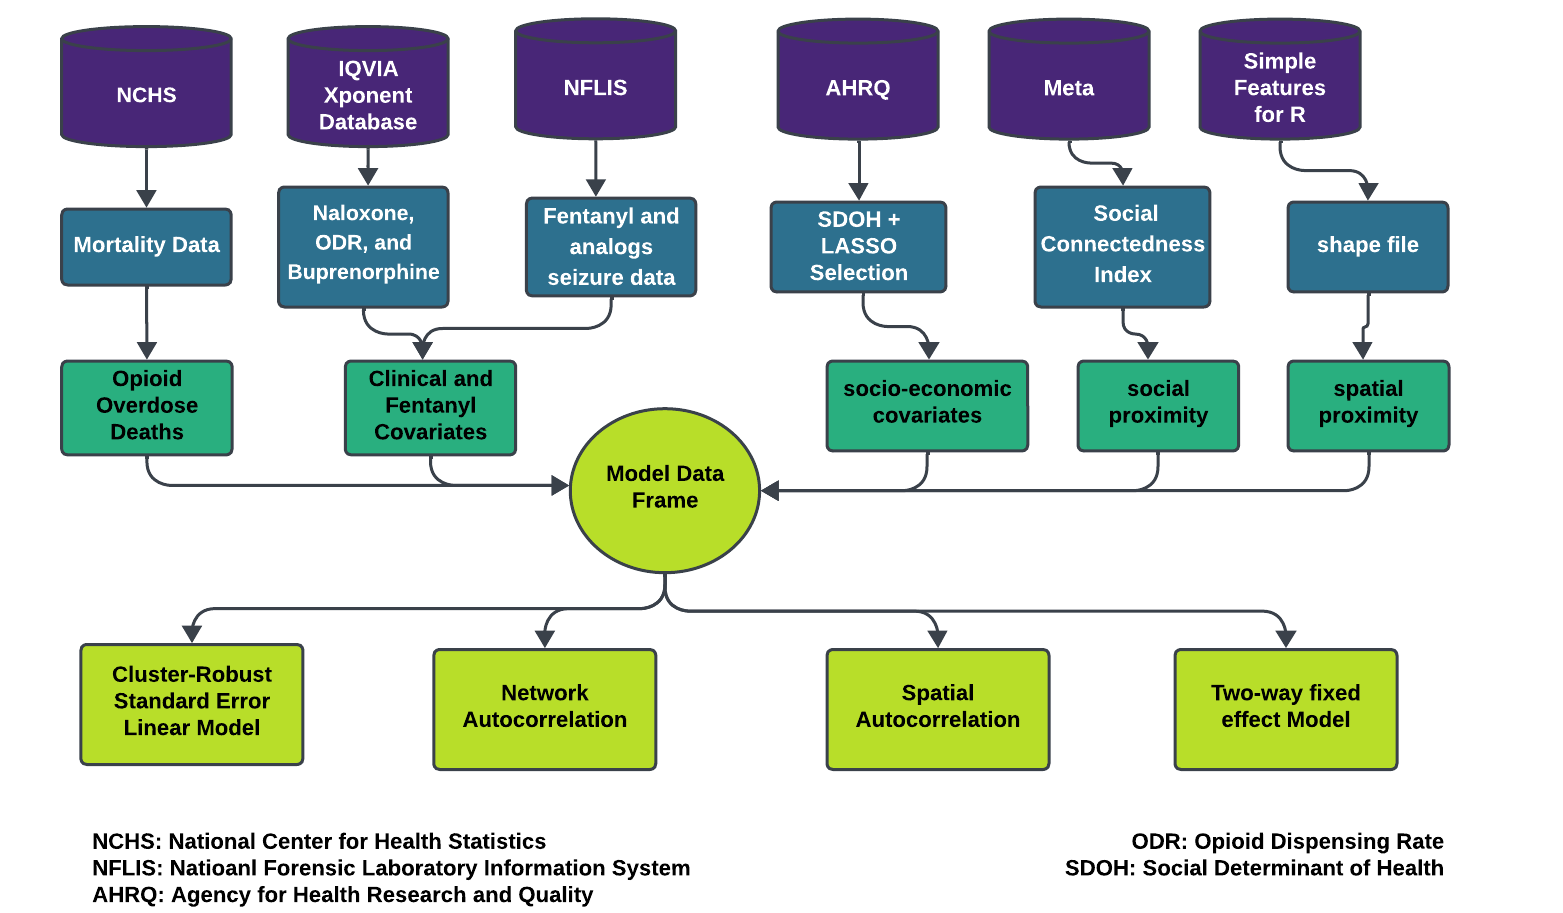 NCHS
IQVIA
Xponent
Database
NFLIS
AHRQ
Meta
Simple
Features
for R
Mortality Data
Naloxone,
ODR, and
Buprenorphine
Fentanyl and
analogs
seizure data
SDOH +
LASSO
Selection
Social
Connectedness
Index
shape file
Opioid
Overdose
Deaths
Clinical and
Fentanyl
Covariates
socio-economic
covariates
social
proximity
spatial
proximity
Model Data
Frame
Cluster-Robust
Standard Error
Linear Model
Network
Autocorrelation
Spatial
Autocorrelation
Two-way fixed
effect Model
NCHS: National Center for Health Statistics
NFLIS: Natioanl Forensic Laboratory Information System
AHRQ: Agency for Health Research and Quality
ODR: Opioid Dispensing Rate
SDOH: Social Determinant of Health